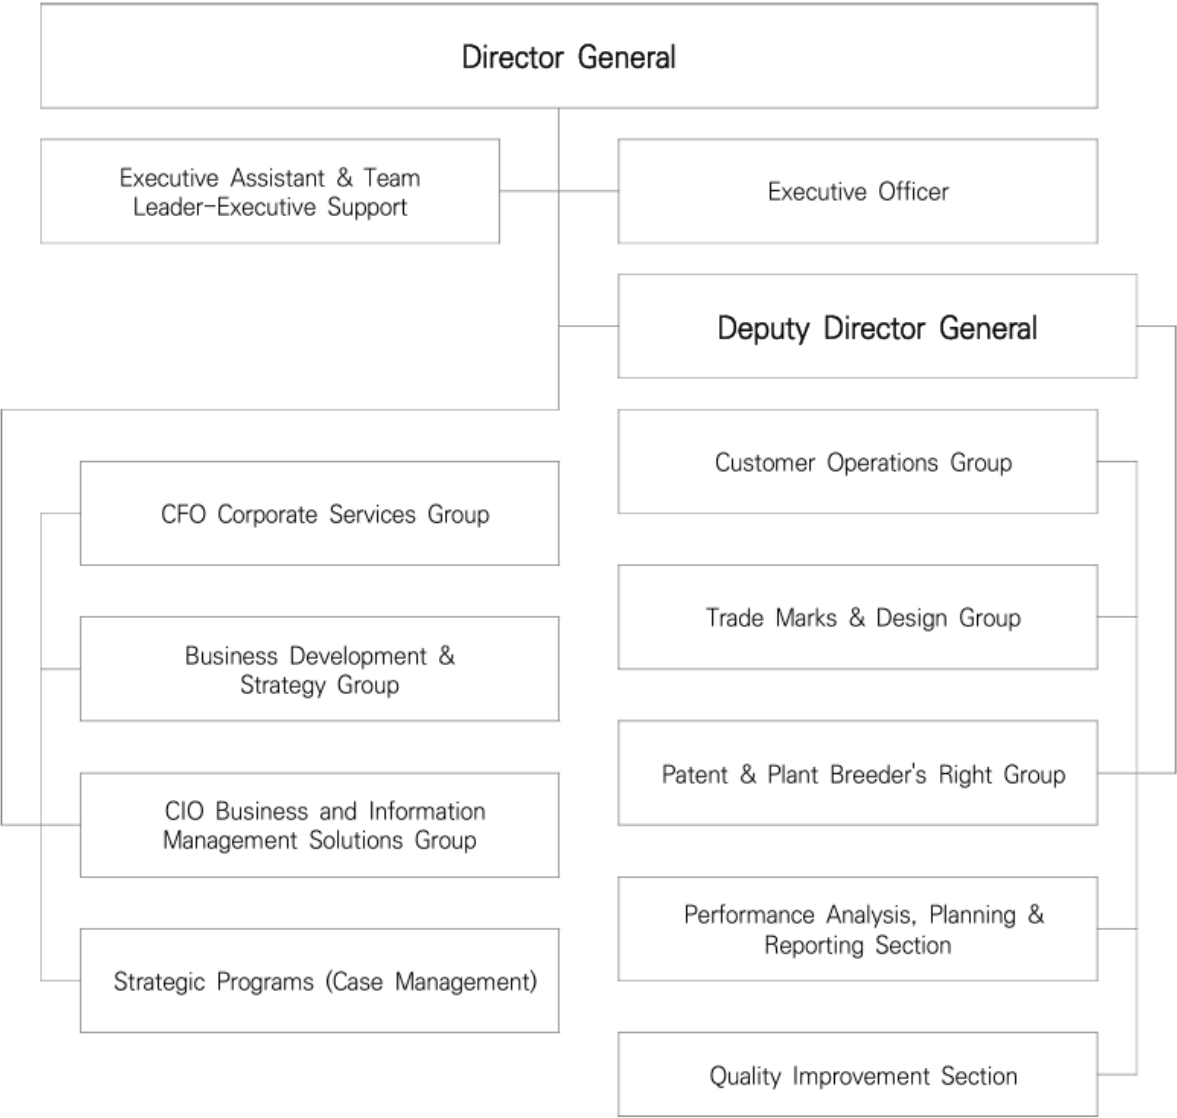 Director General
Executive Assistant & Team
Leader-Executive Support
Executive Officer
Deputy Director General
Customer Operations Group
CFO Corporate Services Group
Trade Marks & Design Group
Business Development &
Strategy Group
Patent & Plant Breeder's Right Group
CIO Business and Information
Management Solutions Group
Performance Analysis, Planning &
Reporting Section
Strategic Programs (Case Management)
Quality Improvement Section